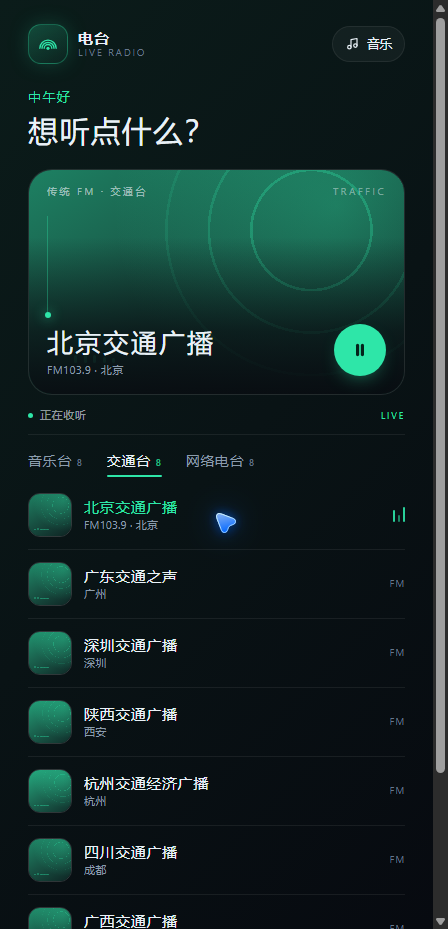 电台
LIVE RADIO
音乐
中午好
想听点什么？
传统 FM · 交通台
TRAFFIC
北京交通广播
FM103.9 · 北京
正在收听
LIVE
音乐台 8
交通台 8
网络电台 8
北京交通广播
FM103.9 · 北京
广东交通之声
广州
FM
深圳交通广播
深圳
FM
陕西交通广播
西安
FM
杭州交通经济广播
杭州
FM
四川交通广播
成都
FM
广西交通广播
FM